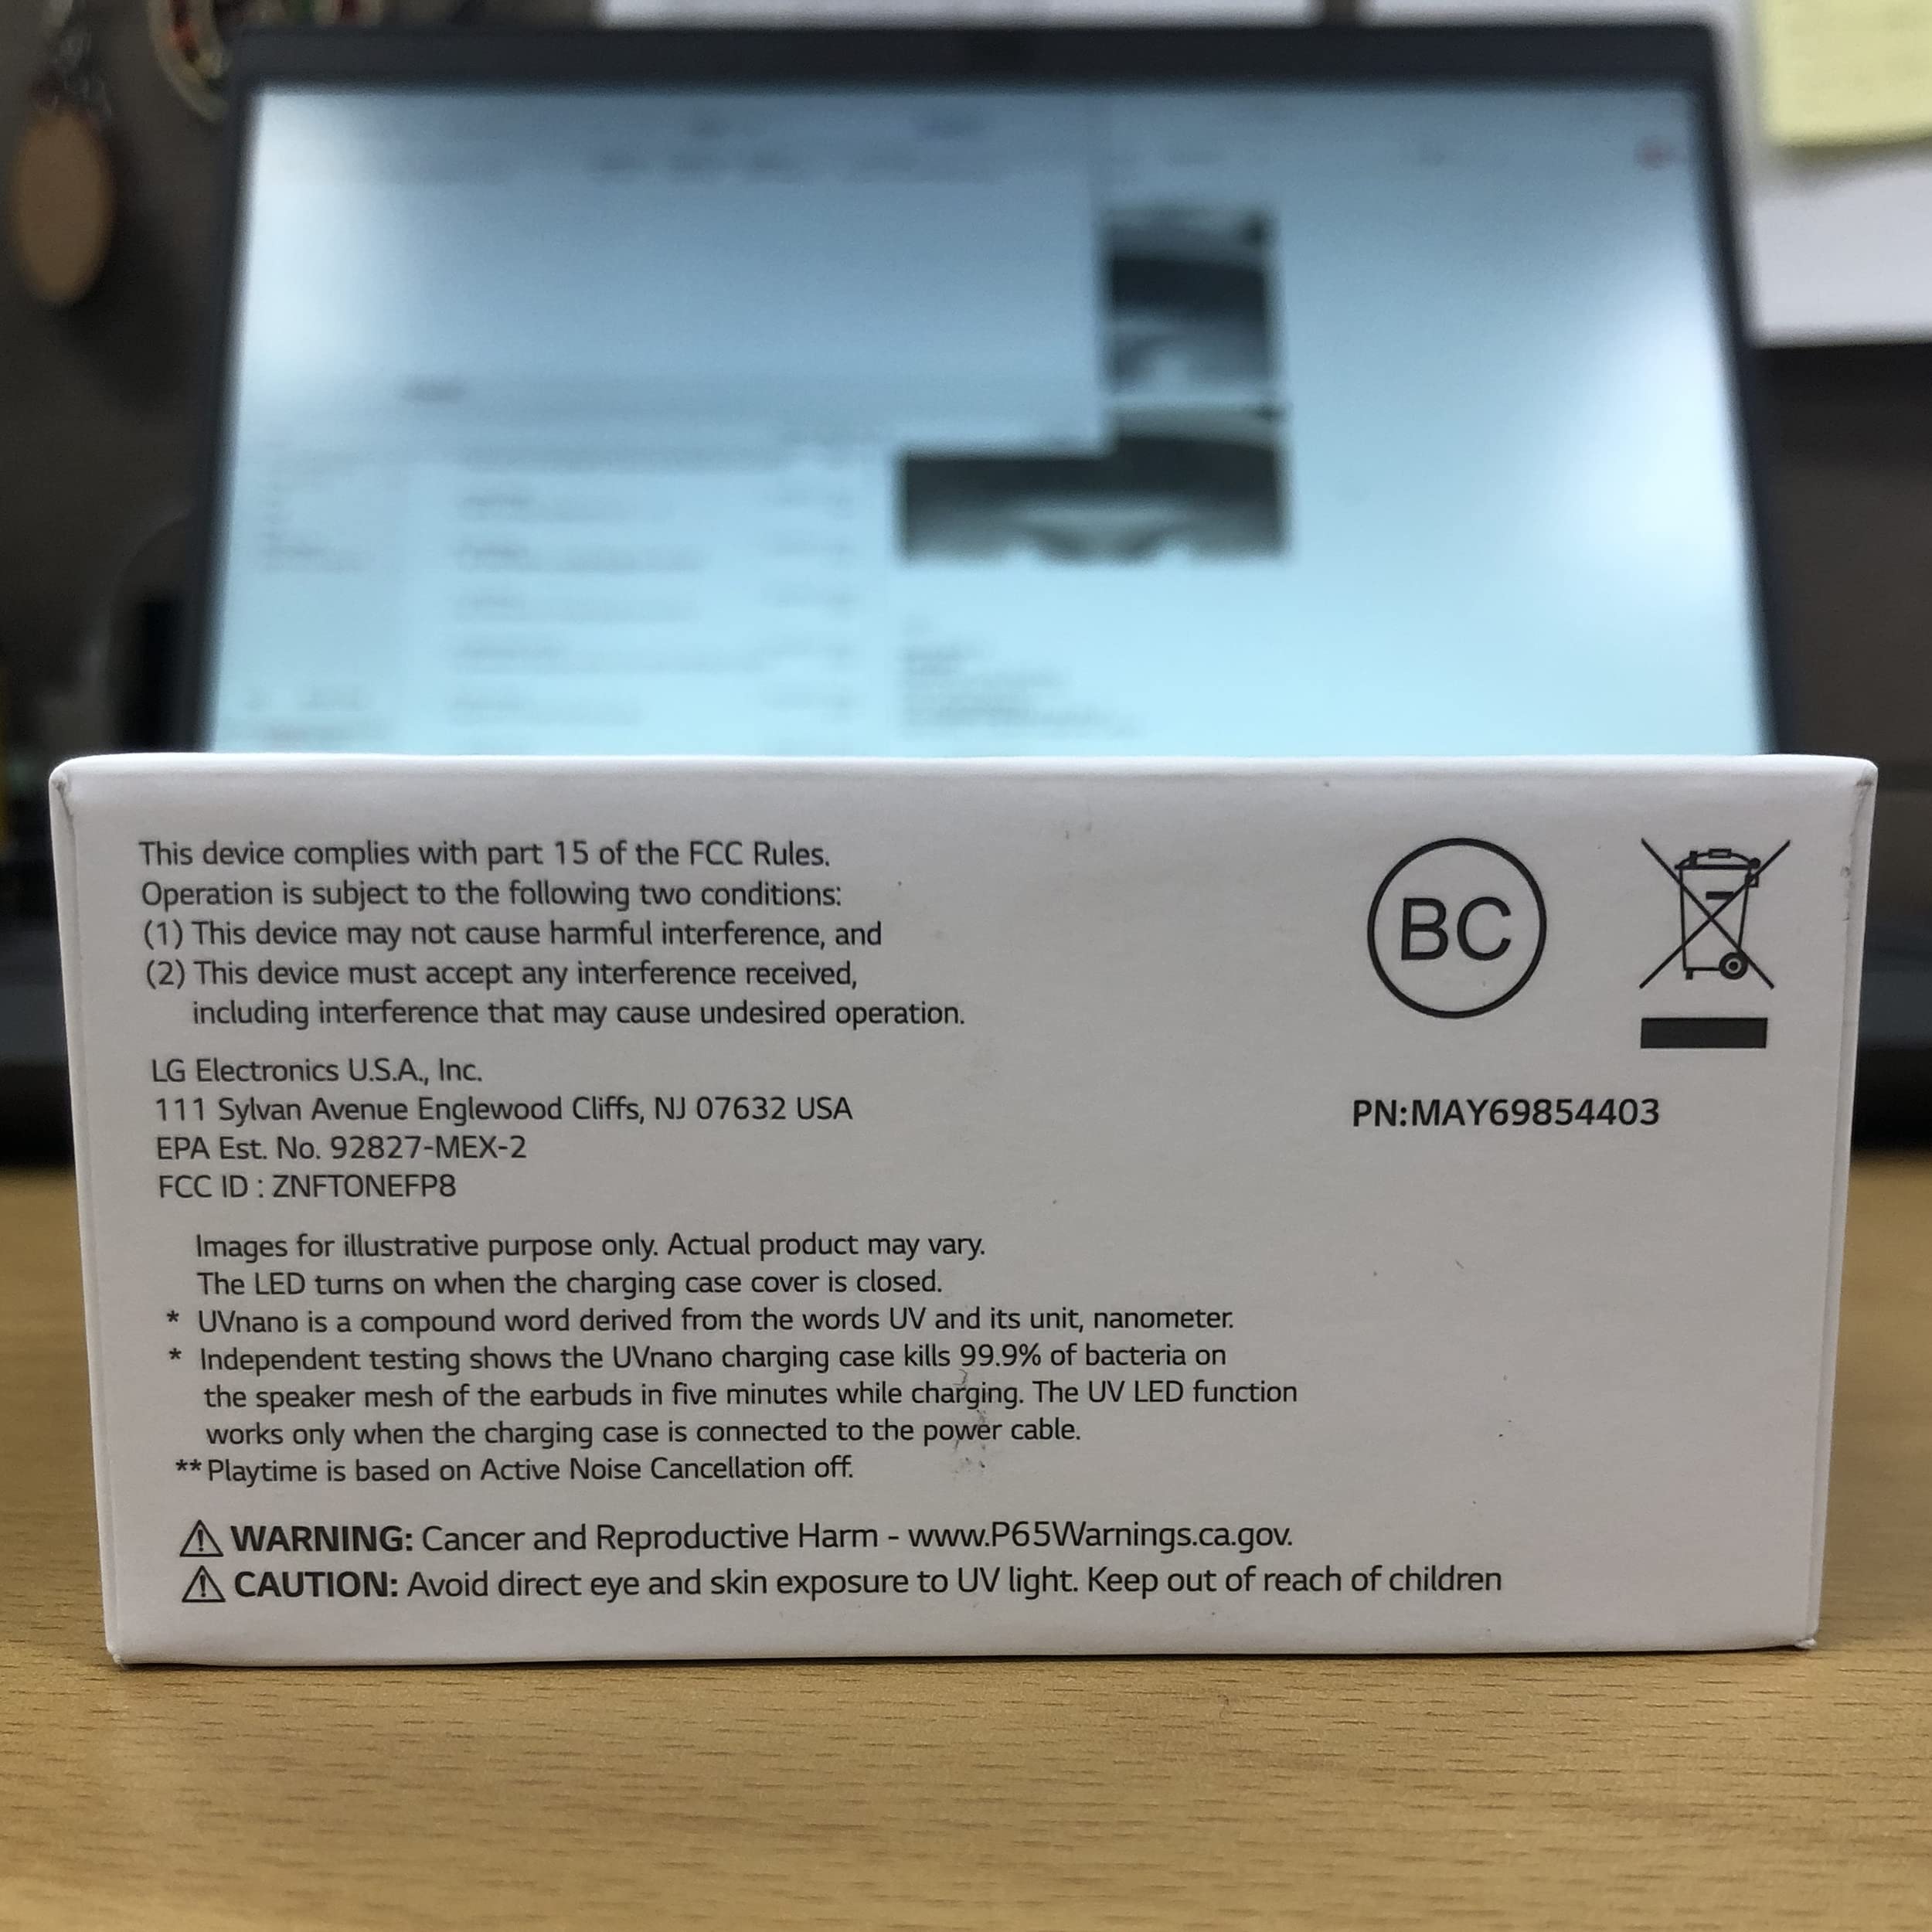 This device complies with part 15 of the FCC Rules.
Operation is subject to the following two conditions:
(1) This device may not cause harmful interference, and
(2) This device must accept any interference received,
including interference that may cause undesired operation.
BC
LG Electronics U.S.A., Inc.
111 Sylvan Avenue Englewood Cliffs, NJ 07632 USA
EPA Est. No. 92827-MEX-2
FCC ID : ZNFTONEFP8
PN:MAY69854403
Images for illustrative purpose only. Actual product may vary.
The LED turns on when the charging case cover is closed.
* UVnano is a compound word derived from the words UV and its unit, nanometer.
* Independent testing shows the UVnano charging case kills 99.9% of bacteria on
the speaker mesh of the earbuds in five minutes while charging. The UV LED function
works only when the charging case is connected to the power cable.
** Playtime is based on Active Noise Cancellation off.
⚠ WARNING: Cancer and Reproductive Harm - www.P65Warnings.ca.gov.
⚠ CAUTION: Avoid direct eye and skin exposure to UV light. Keep out of reach of children